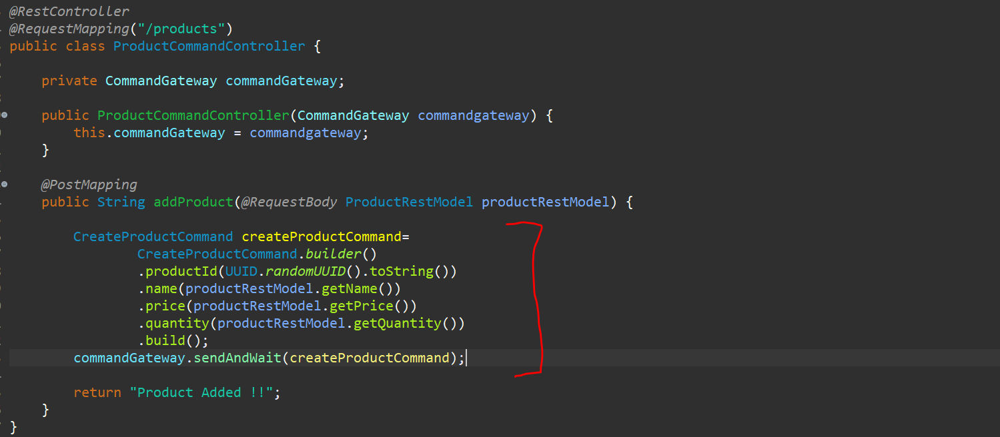 @RestController
@RequestMapping("/products")
public class ProductCommandController {
private CommandGateway commandGateway;
public ProductCommandController(CommandGateway commandgateway) {
this.commandGateway = commandgateway;
}
@PostMapping
public String addProduct(@RequestBody ProductRestModel productRestModel) {
CreateProductCommand createProductCommand=
CreateProductCommand.builder()
.productId(UUID.randomUUID().toString())
.name(productRestModel.getName())
.price(productRestModel.getPrice())
.quantity(productRestModel.getQuantity())
.build();
commandGateway.sendAndWait(createProductCommand);
return "Product Added !!";
}
}